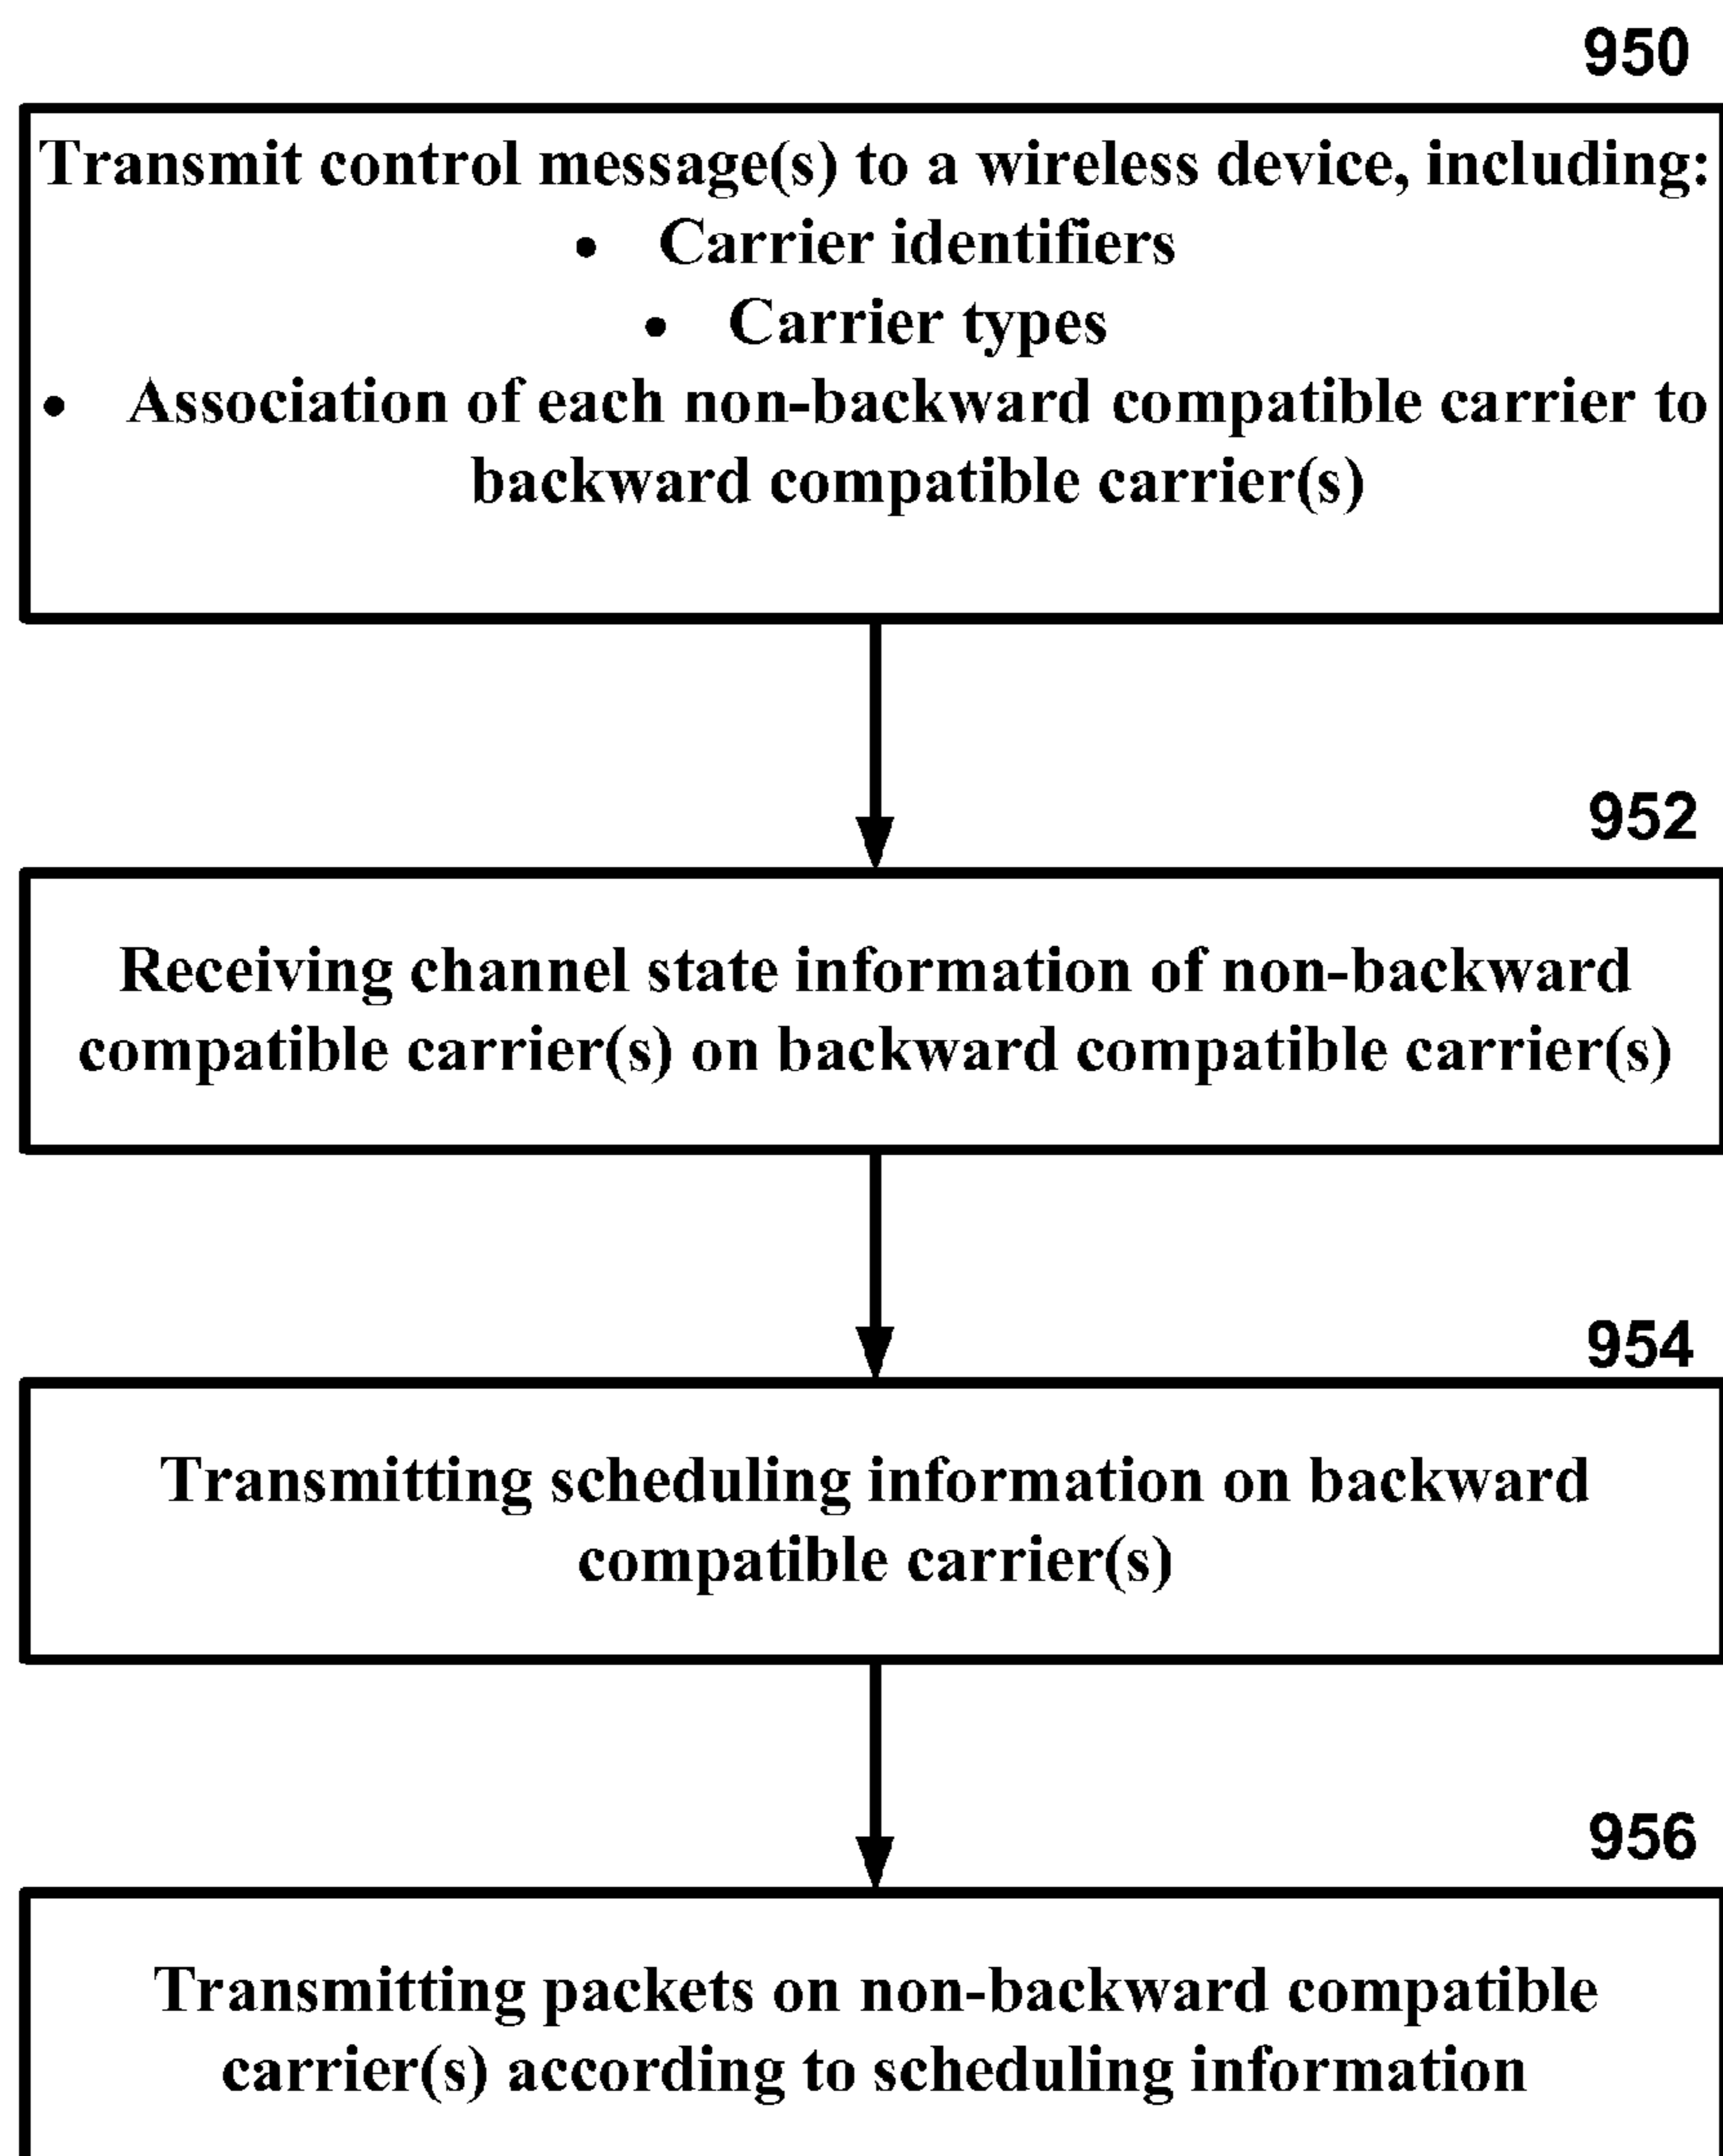 950
Transmit control message(s) to a wireless device, including:
• Carrier identifiers
• Carrier types
• Association of each non-backward compatible carrier to
backward compatible carrier(s)
952
Receiving channel state information of non-backward
compatible carrier(s) on backward compatible carrier(s)
954
Transmitting scheduling information on backward
compatible carrier(s)
956
Transmitting packets on non-backward compatible
carrier(s) according to scheduling information